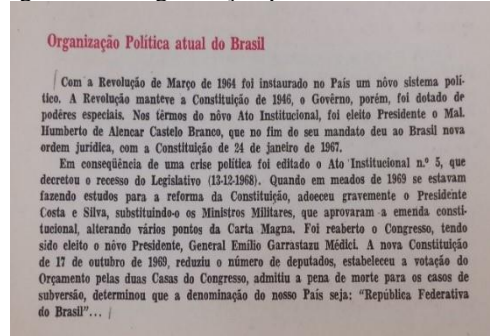 Organização Política atual do Brasil
Com a Revolução de Março de 1964 foi instaurado no País um nôvo sistema polí-
tico. A Revolução manteve a Constituição de 1946, o Govêrno, porém, foi dotado de
podêres especiais. Nos têrmos do nôvo Ato Institucional, foi eleito Presidente o Mal.
Humberto de Alencar Castelo Branco, que no fim do seu mandato deu ao Brasil nova
ordem jurídica, com a Constituição de 24 de janeiro de 1967.
Em conseqüência de uma crise política foi editado o Ato Institucional n.º 5, que
decretou o recesso do Legislativo (13-12-1968). Quando em meados de 1969 se estavam
fazendo estudos para a reforma da Constituição, adoeceu gravemente o Presidente
Costa e Silva, substituindo-o os Ministros Militares, que aprovaram a emenda consti-
tucional, alterando vários pontos da Carta Magna. Foi reaberto o Congresso, tendo
sido eleito o nôvo Presidente, General Emílio Garrastazu Médici. A nova Constituição
de 17 de outubro de 1969, reduziu o número de deputados, estabeleceu a votação do
Orçamento pelas duas Casas do Congresso, admitiu a pena de morte para os casos de
subversão, determinou que a denominação do nosso País seja: "República Federativa
do Brasil"...